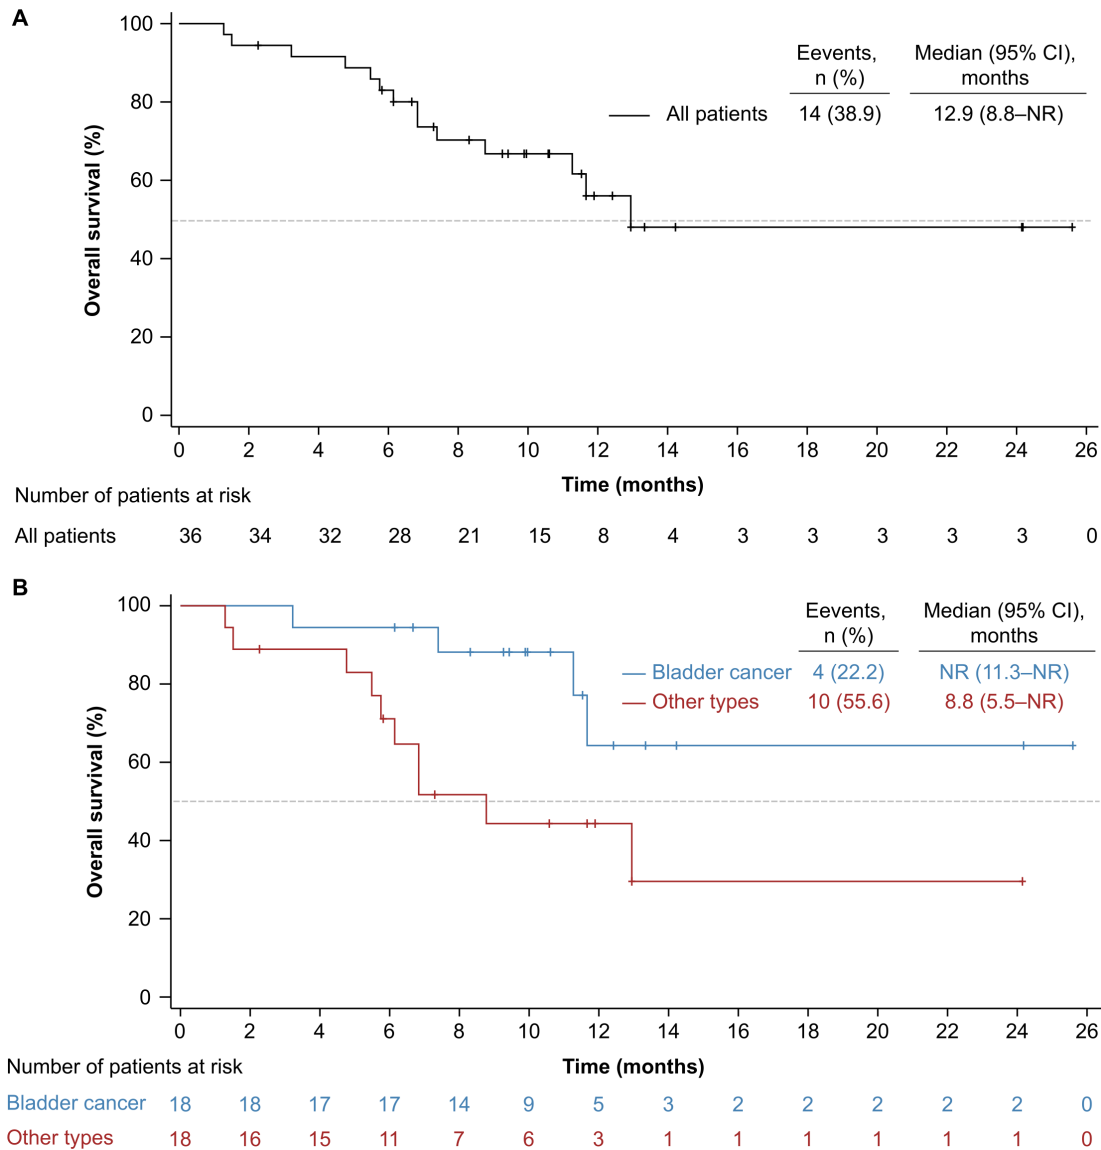 A
100
80
60
40
20
0
Overall survival (%)
Eevents, n (%)
Median (95% CI), months
All patients 14 (38.9) 12.9 (8.8–NR)
0 2 4 6 8 10 12 14 16 18 20 22 24 26
Time (months)
Number of patients at risk
All patients 36 34 32 28 21 15 8 4 3 3 3 3 3 0
B
100
80
60
40
20
0
Overall survival (%)
Eevents, n (%)
Median (95% CI), months
Bladder cancer 4 (22.2) NR (11.3–NR)
Other types 10 (55.6) 8.8 (5.5–NR)
0 2 4 6 8 10 12 14 16 18 20 22 24 26
Time (months)
Number of patients at risk
Bladder cancer 18 18 17 17 14 9 5 3 2 2 2 2 2 0
Other types 18 16 15 11 7 6 3 1 1 1 1 1 1 0